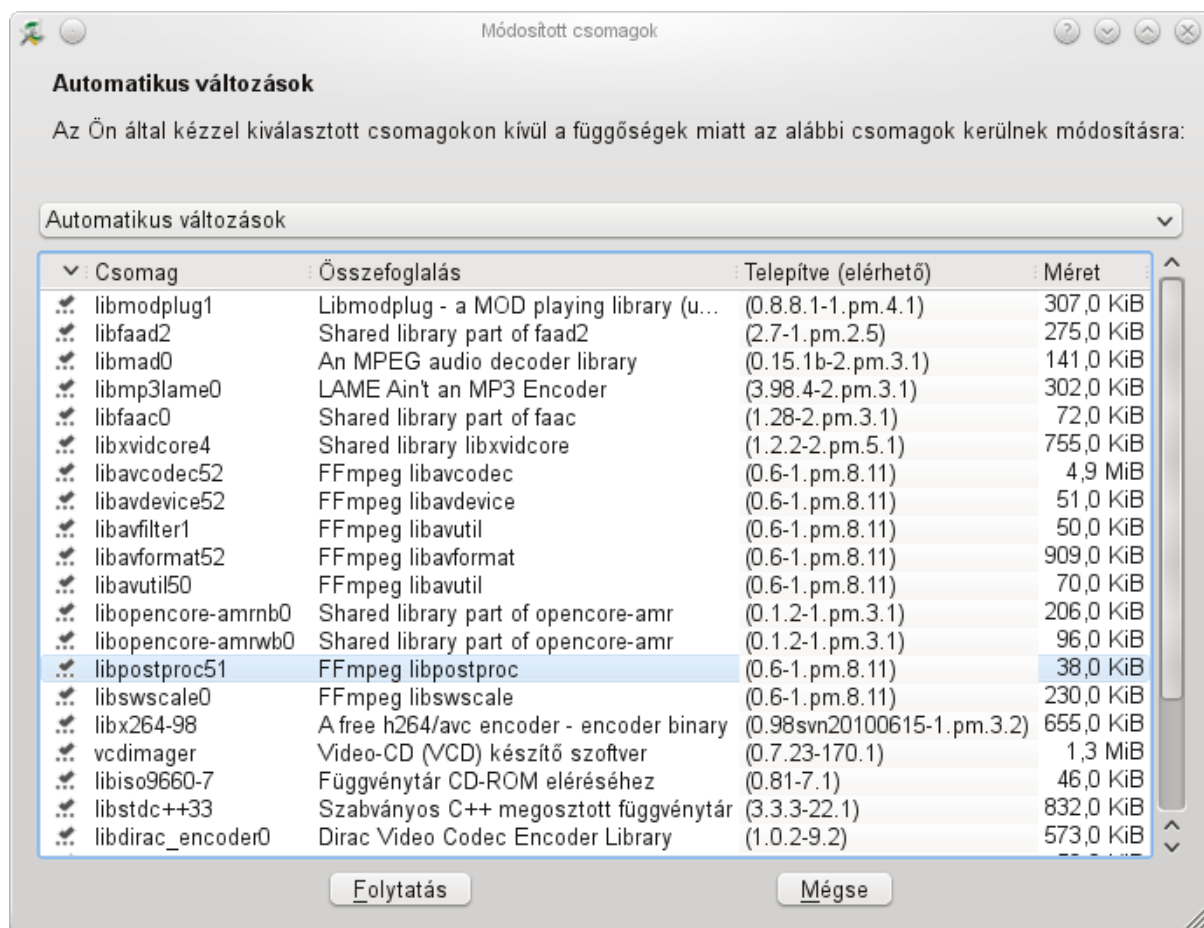 Módosított csomagok
Automatikus változások
Az Ön által kézzel kiválasztott csomagokon kívül a függőségek miatt az alábbi csomagok kerülnek módosításra:
Automatikus változások
Csomag Összefoglalás Telepítve (elérhető) Méret
libmodplug1 Libmodplug - a MOD playing library (u... (0.8.8.1-1.pm.4.1) 307,0 KiB
libfaad2 Shared library part of faad2 (2.7-1.pm.2.5) 275,0 KiB
libmad0 An MPEG audio decoder library (0.15.1b-2.pm.3.1) 141,0 KiB
libmp3lame0 LAME Ain't an MP3 Encoder (3.98.4-2.pm.3.1) 302,0 KiB
libfaac0 Shared library part of faac (1.28-2.pm.3.1) 72,0 KiB
libxvidcore4 Shared library libxvidcore (1.2.2-2.pm.5.1) 755,0 KiB
libavcodec52 FFmpeg libavcodec (0.6-1.pm.8.11) 4,9 MiB
libavdevice52 FFmpeg libavdevice (0.6-1.pm.8.11) 51,0 KiB
libavfilter1 FFmpeg libavutil (0.6-1.pm.8.11) 50,0 KiB
libavformat52 FFmpeg libavformat (0.6-1.pm.8.11) 909,0 KiB
libavutil50 FFmpeg libavutil (0.6-1.pm.8.11) 70,0 KiB
libopencore-amrnb0 Shared library part of opencore-amr (0.1.2-1.pm.3.1) 206,0 KiB
libopencore-amrwb0 Shared library part of opencore-amr (0.1.2-1.pm.3.1) 96,0 KiB
libpostproc51 FFmpeg libpostproc (0.6-1.pm.8.11) 38,0 KiB
libswscale0 FFmpeg libswscale (0.6-1.pm.8.11) 230,0 KiB
libx264-98 A free h264/avc encoder - encoder binary (0.98svn20100615-1.pm.3.2) 655,0 KiB
vcdimager Video-CD (VCD) készítő szoftver (0.7.23-170.1) 1,3 MiB
libiso9660-7 Függvénytár CD-ROM eléréséhez (0.81-7.1) 46,0 KiB
libstdc++33 Szabványos C++ megosztott függvénytár (3.3.3-22.1) 832,0 KiB
libdirac_encoder0 Dirac Video Codec Encoder Library (1.0.2-9.2) 573,0 KiB
Folytatás Mégse